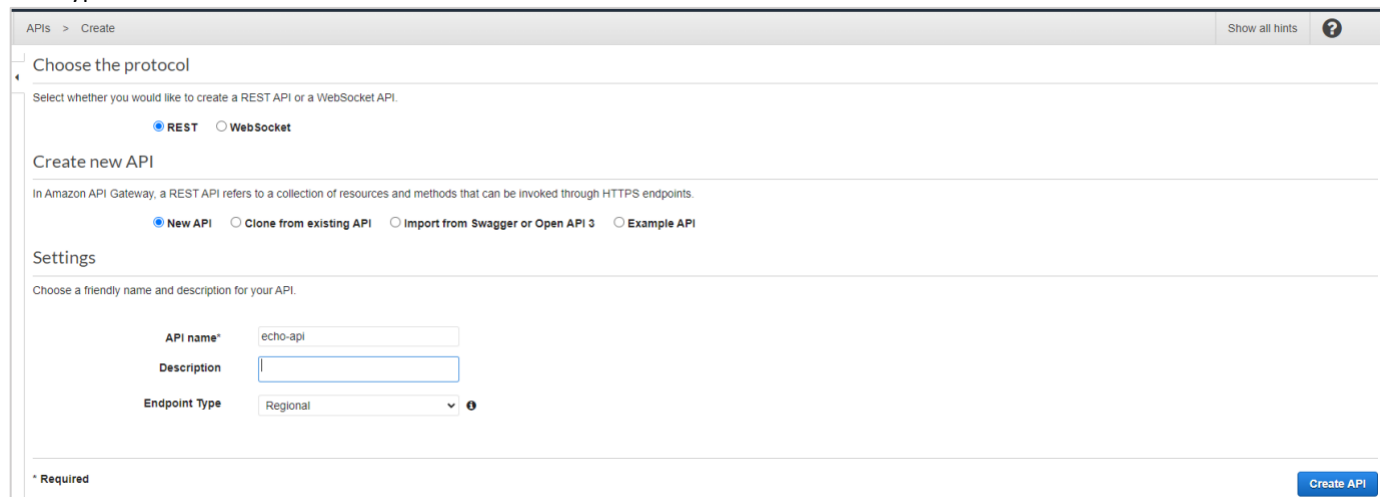 APIs > Create Show all hints
Choose the protocol
Select whether you would like to create a REST API or a WebSocket API.
REST WebSocket
Create new API
In Amazon API Gateway, a REST API refers to a collection of resources and methods that can be invoked through HTTPS endpoints.
New API Clone from existing API Import from Swagger or Open API 3 Example API
Settings
Choose a friendly name and description for your API.
API name* echo-api
Description
Endpoint Type Regional
* Required Create API